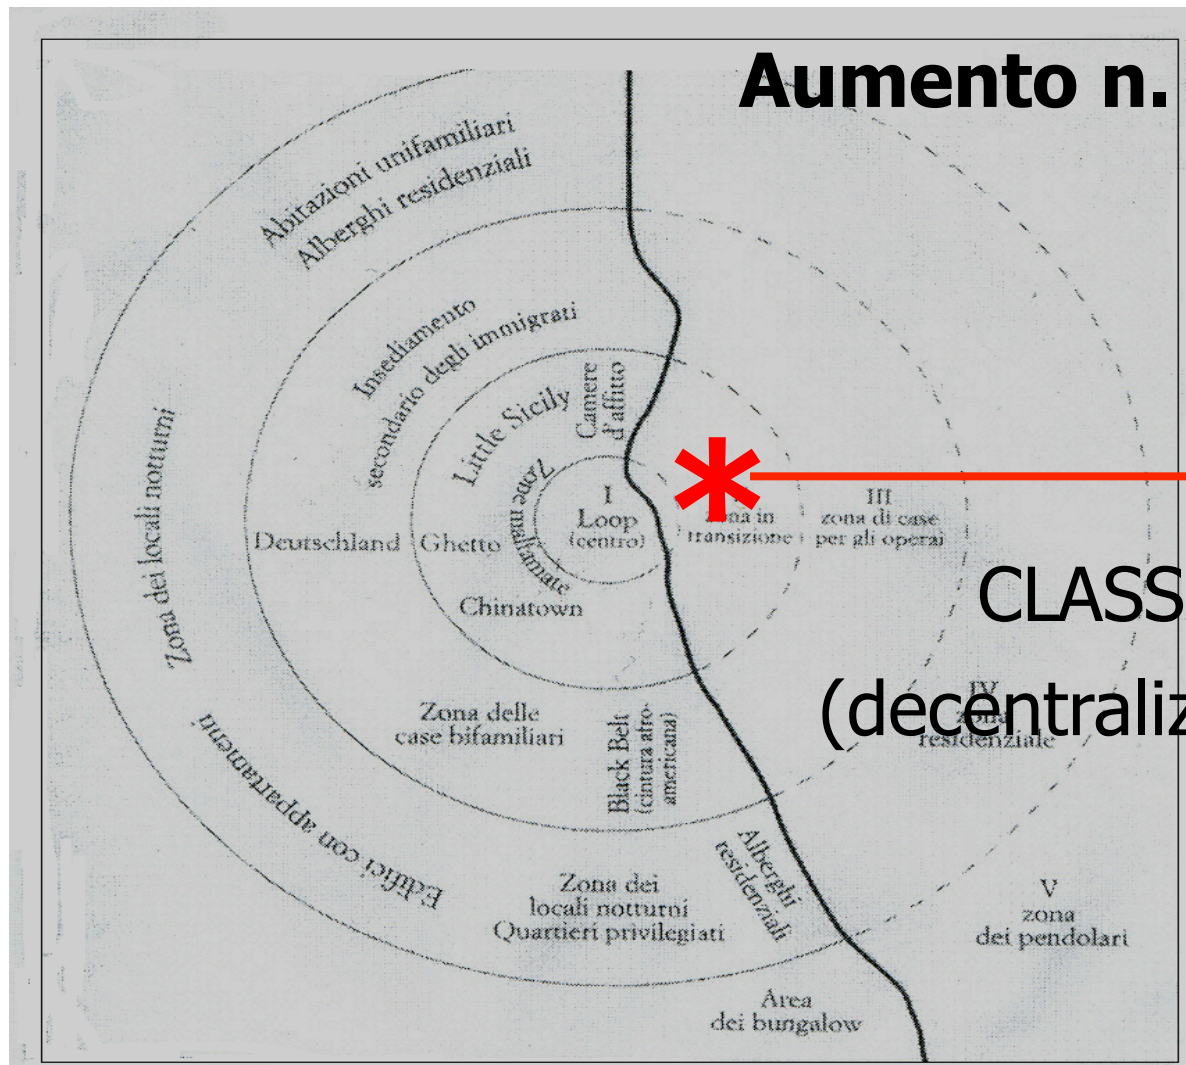 Aumento n.
Abitazioni unifamiliari
Alberghi residenziali
Insediamento
secondario degli immigrati
Little Sicily
Camere
d'affitto
Zone malfamate
Zona dei locali notturni
Deutschland
Ghetto
I
Loop
(centro)
*
zona in
transizione
III
zona di case
per gli operai
Chinatown
CLASS
(decentraliz
IV
zona
residenziale
Zona delle
case bifamiliari
Black Belt
(cintura afro-
americana)
Edifici con appartamenti
Alberghi
residenziali
Zona dei
locali notturni
Quartieri privilegiati
V
zona
dei pendolari
Area
dei bungalow